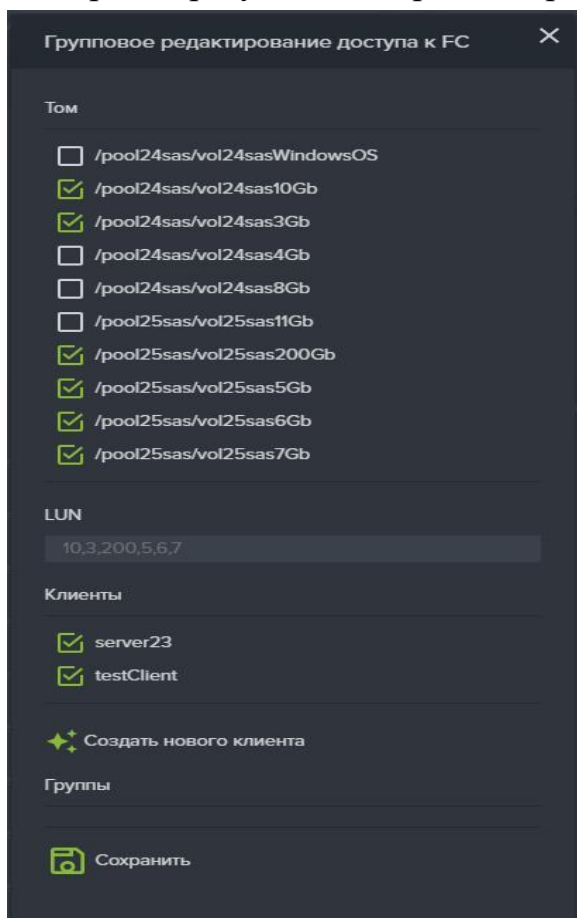 Групповое редактирование доступа к FC
Том
/pool24sas/vol24sasWindowsOS
/pool24sas/vol24sas10Gb
/pool24sas/vol24sas3Gb
/pool24sas/vol24sas4Gb
/pool24sas/vol24sas8Gb
/pool25sas/vol25sas11Gb
/pool25sas/vol25sas200Gb
/pool25sas/vol25sas5Gb
/pool25sas/vol25sas6Gb
/pool25sas/vol25sas7Gb
LUN
10,3,200,5,6,7
Клиенты
server23
testClient
Создать нового клиента
Группы
Сохранить